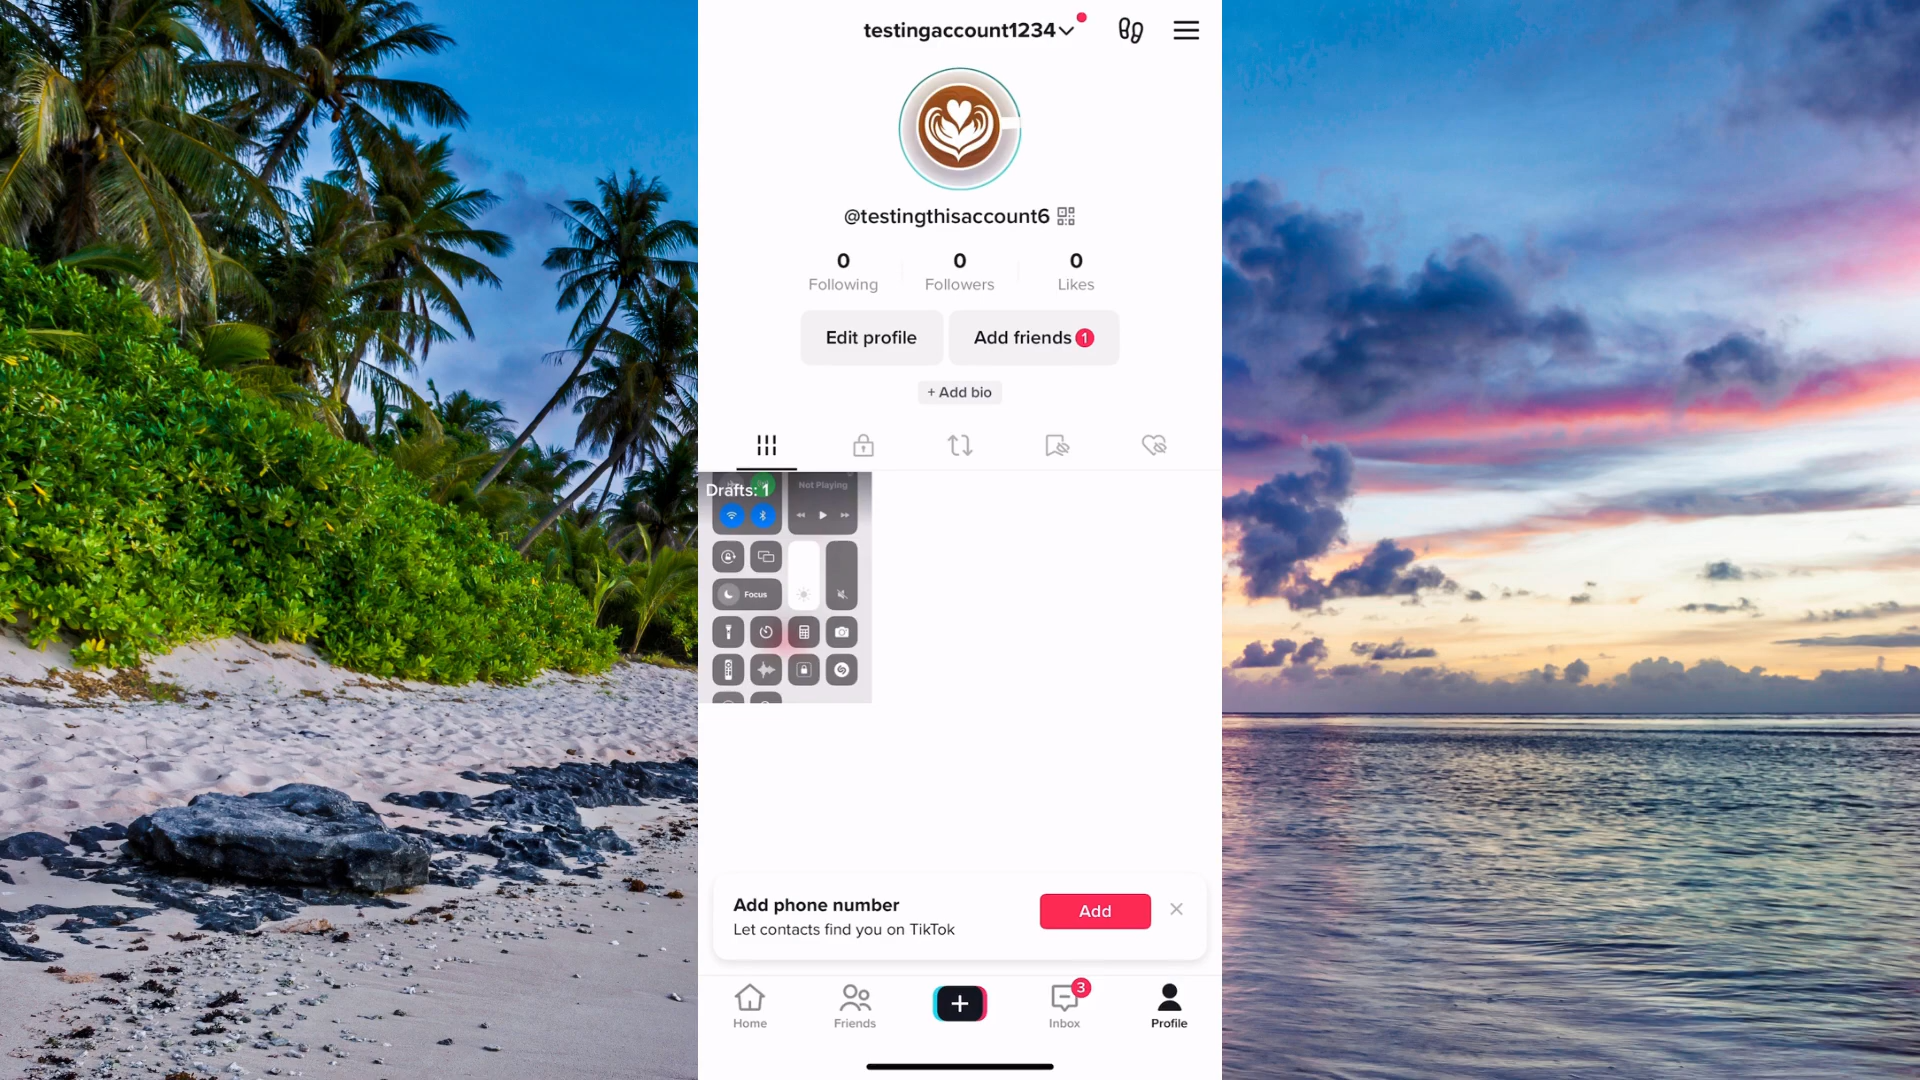 testingaccount1234
@testingthisaccount6
0 0 0
Following Followers Likes
Edit profile Add friends 1
+ Add bio
Drafts: 1
Not Playing
Focus
Add phone number
Let contacts find you on TikTok
Add
3
Home Friends Inbox Profile